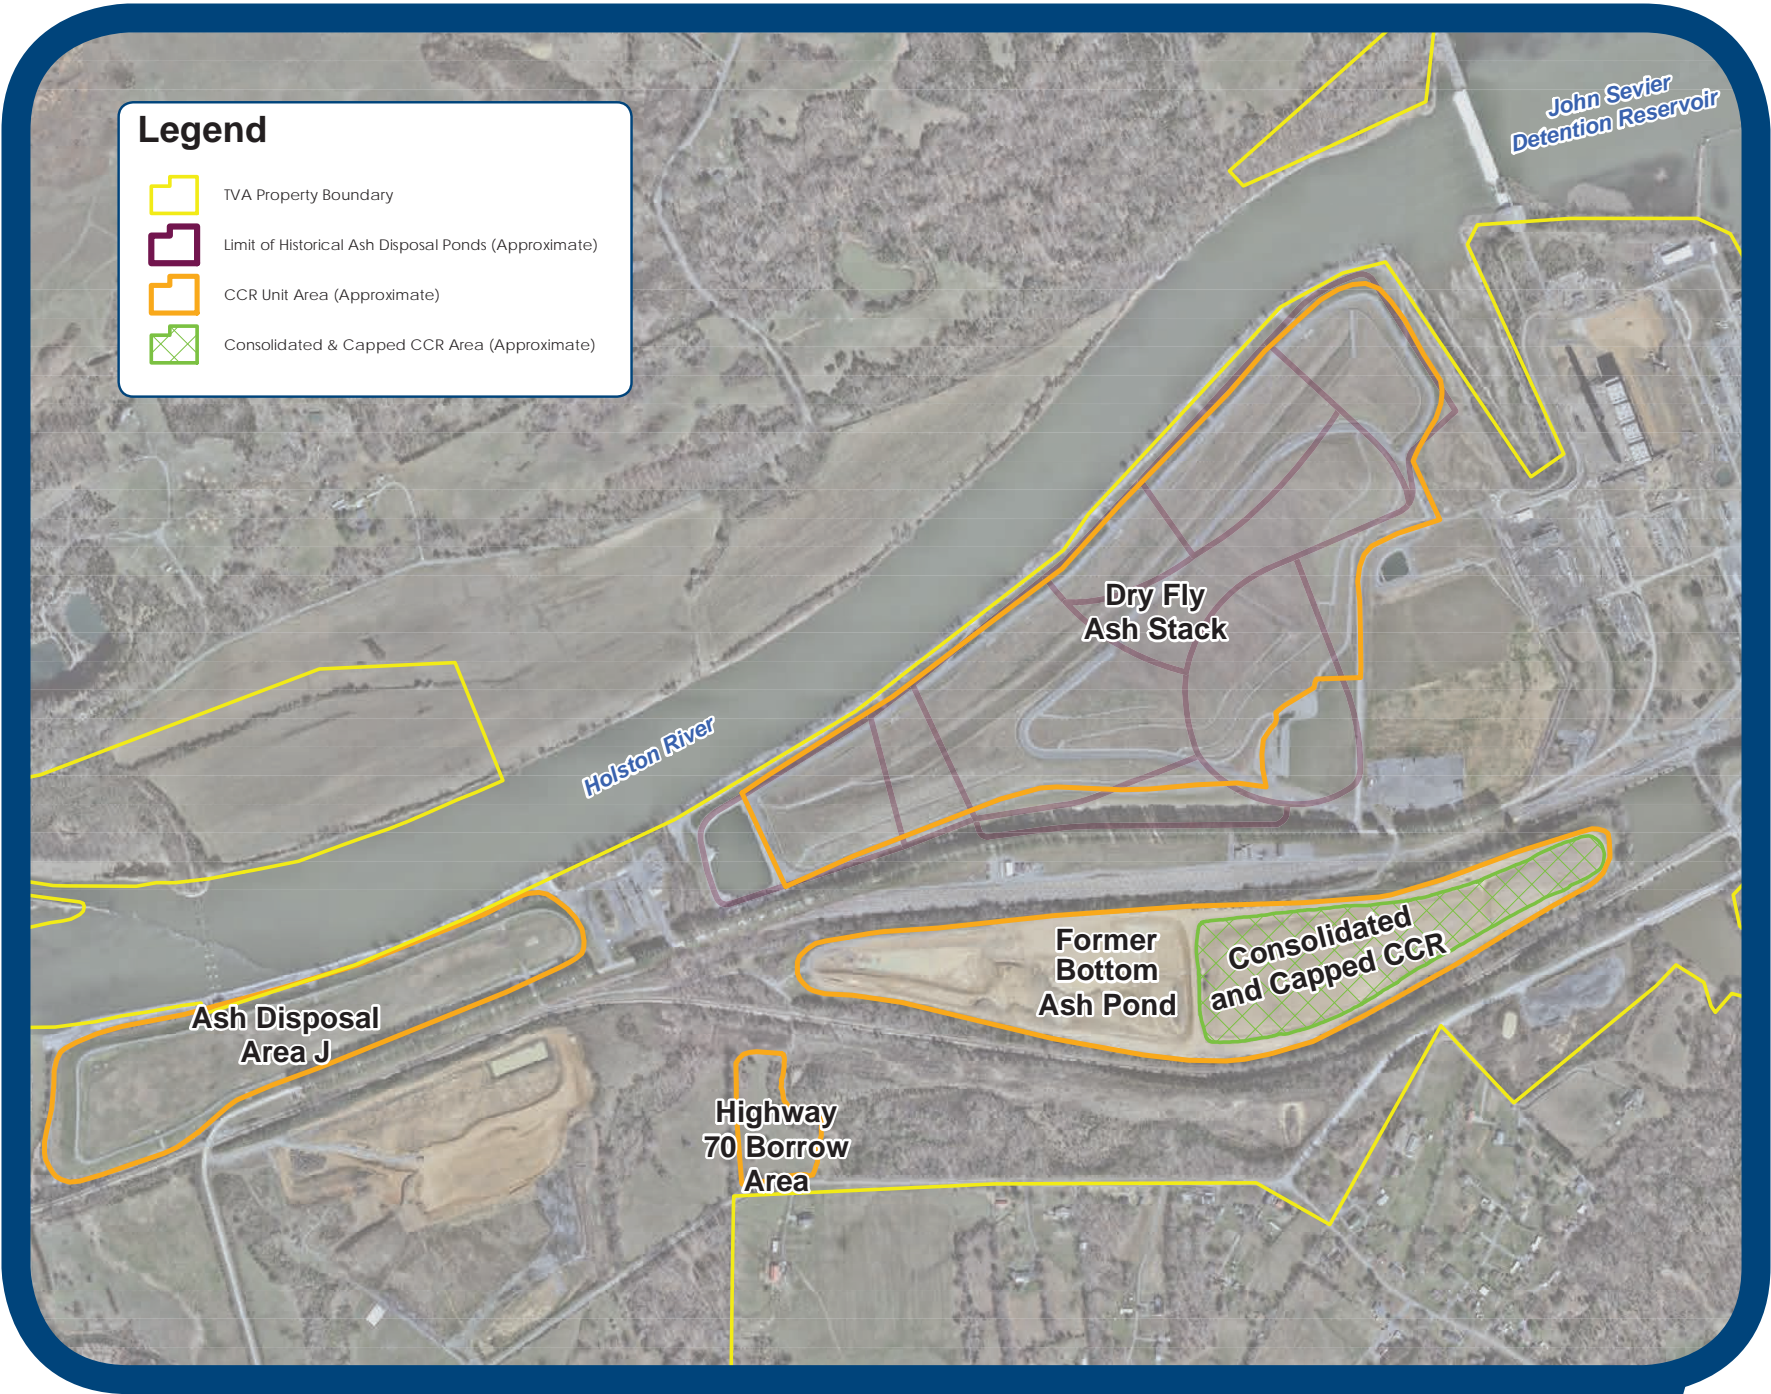 Legend
TVA Property Boundary
Limit of Historical Ash Disposal Ponds (Approximate)
CCR Unit Area (Approximate)
Consolidated & Capped CCR Area (Approximate)
John Sevier
Detention Reservoir
Dry Fly
Ash Stack
Holston River
Former
Bottom
Ash Pond
Consolidated
and Capped CCR
Ash Disposal
Area J
Highway
70 Borrow
Area